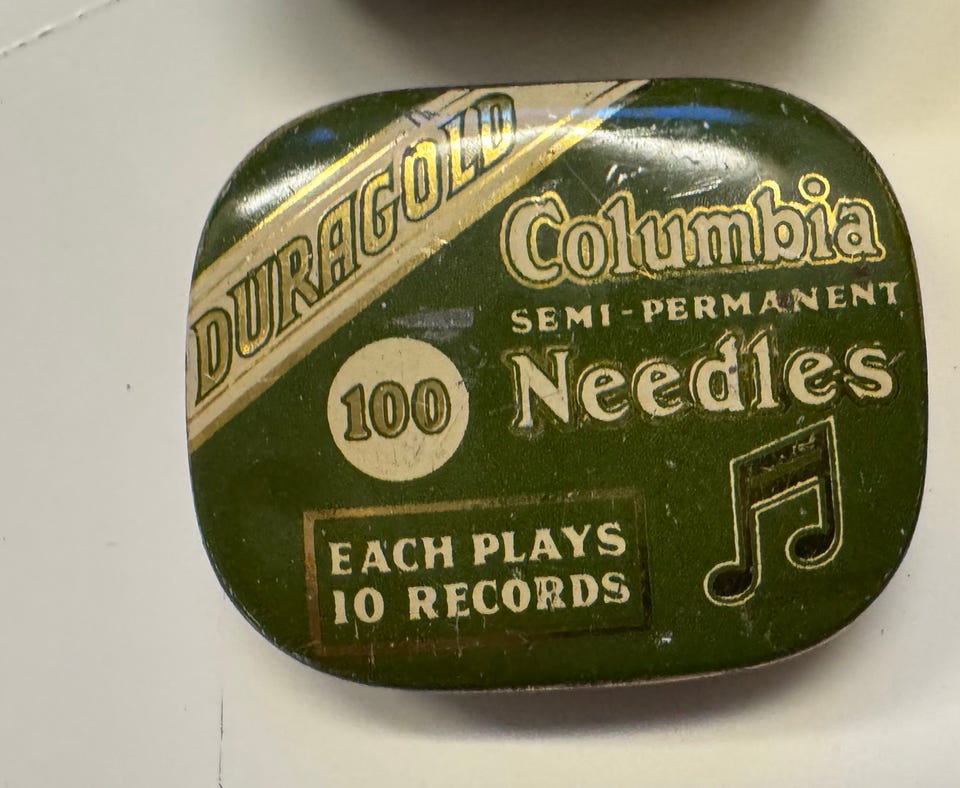 DURAGOLD
Columbia
SEMI-PERMANENT
Needles
100
EACH PLAYS
10 RECORDS